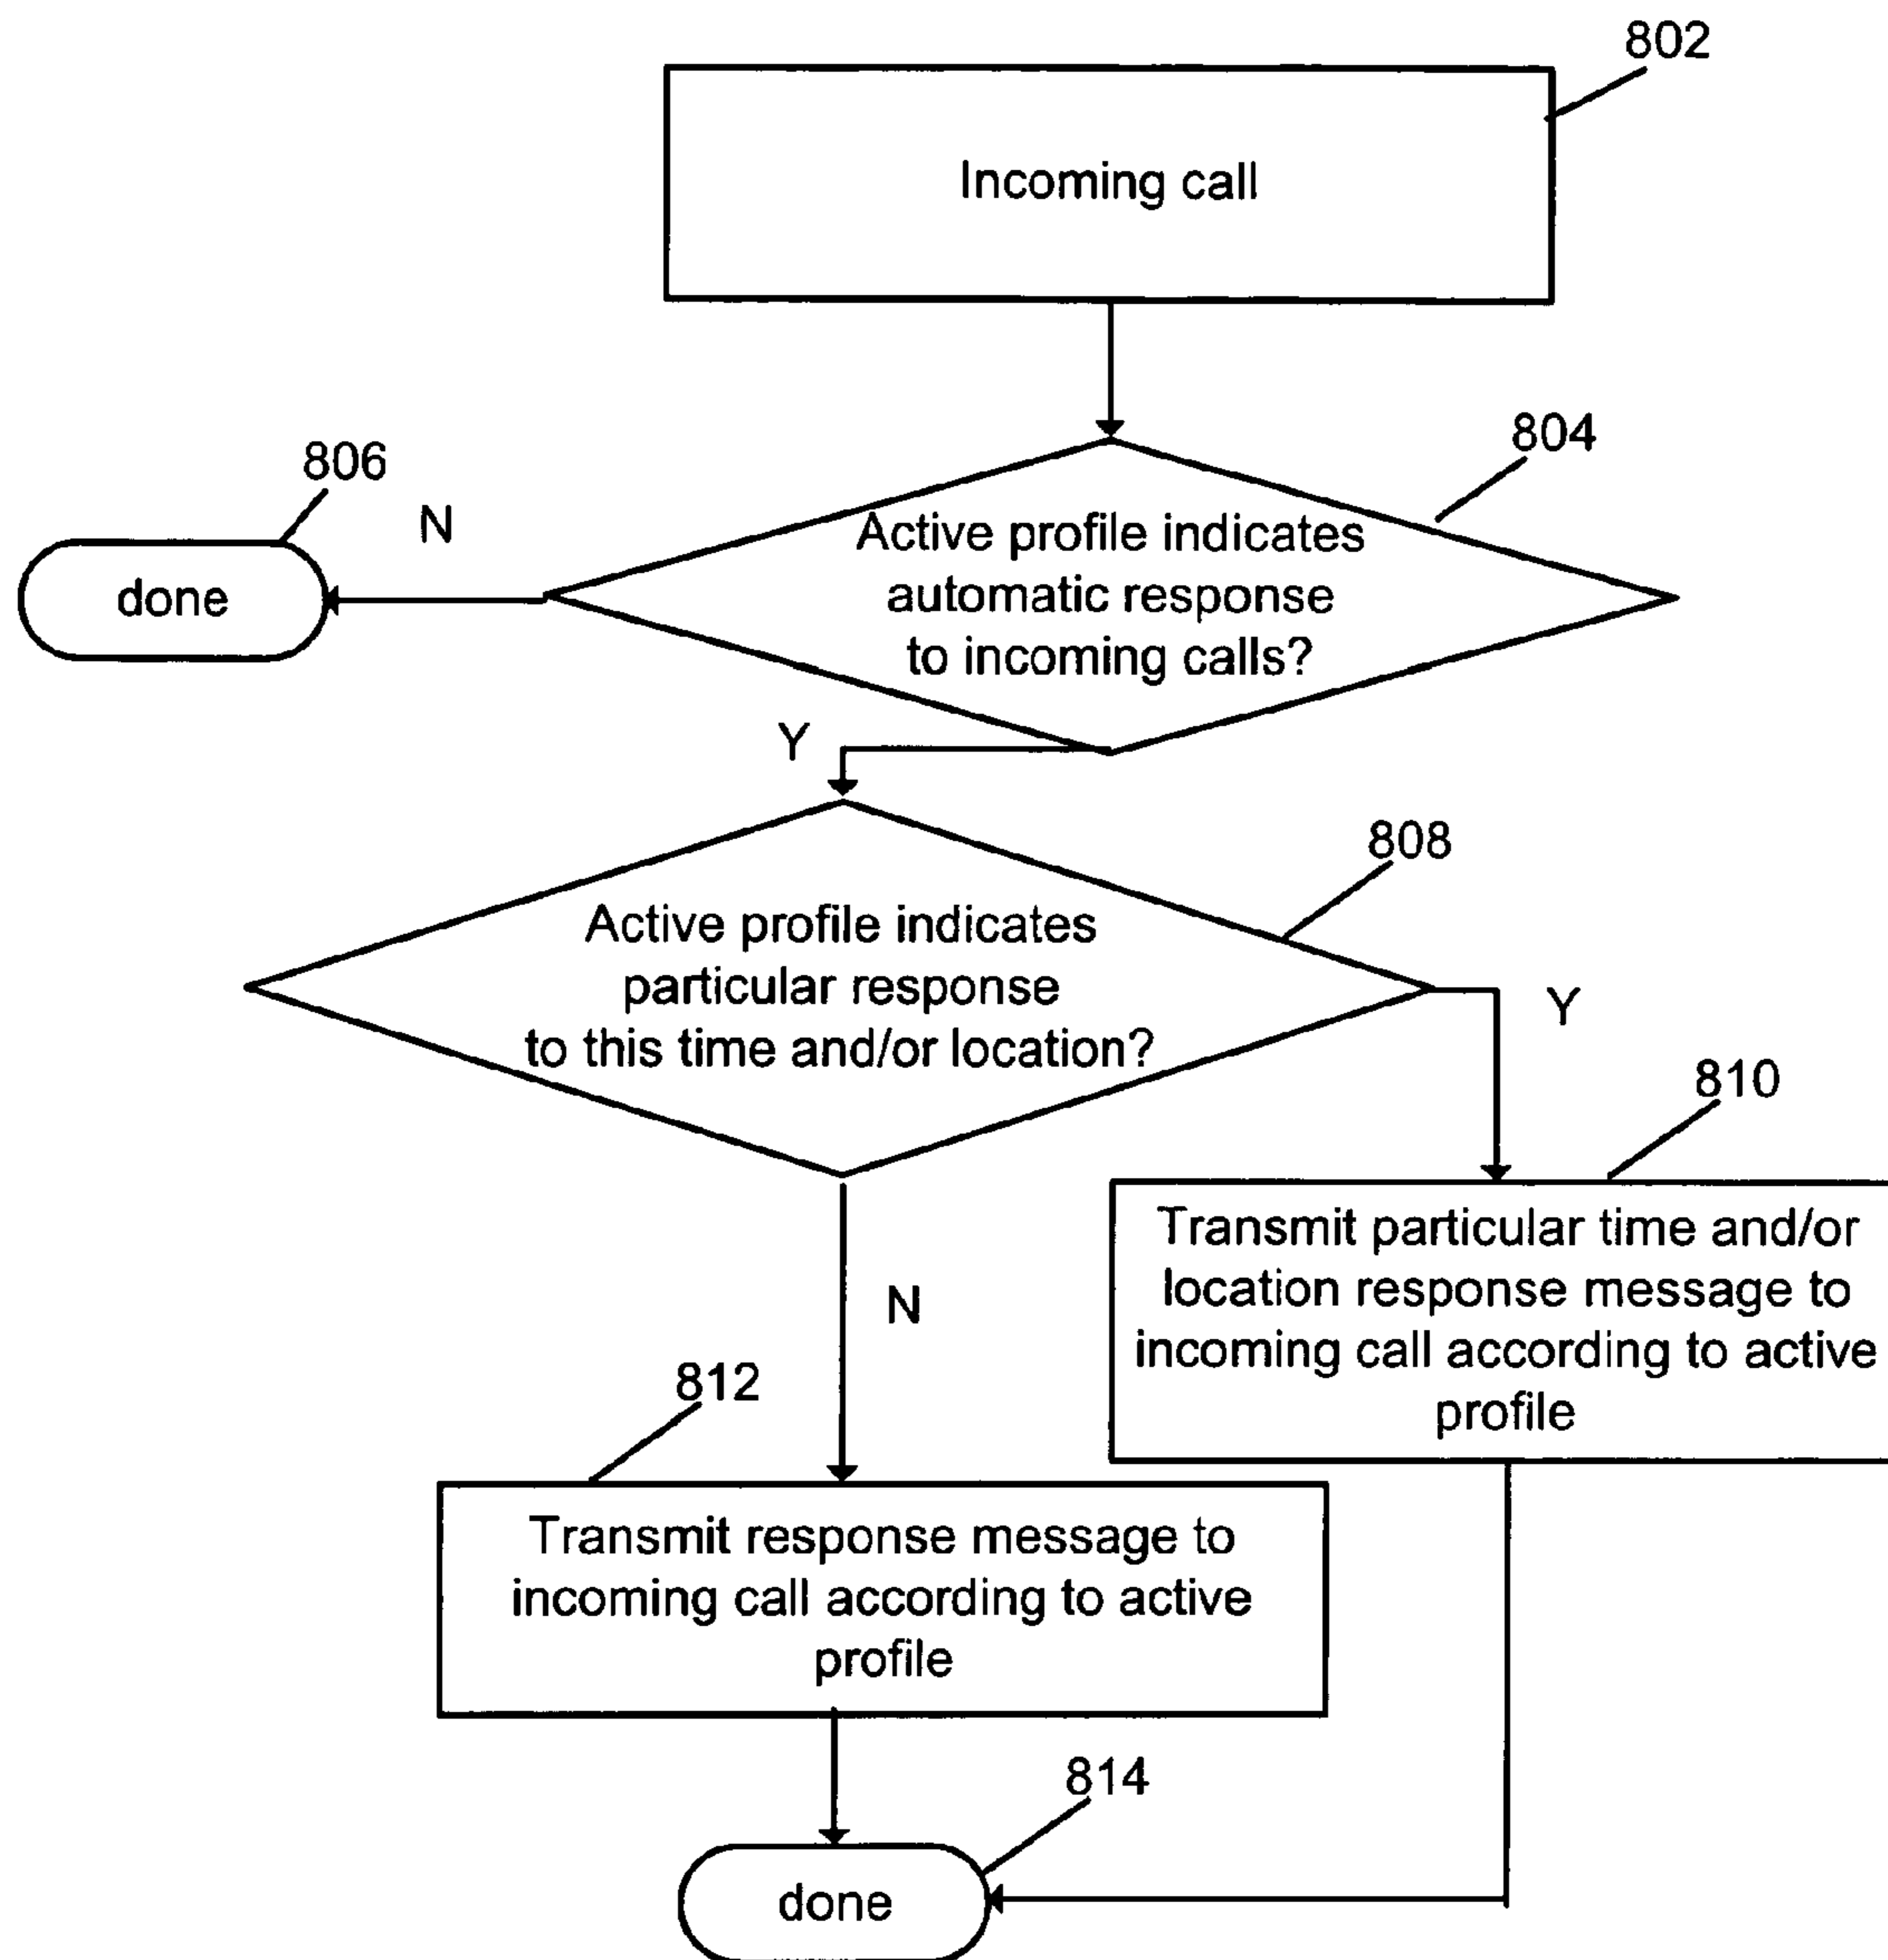 802
Incoming call
804
Active profile indicates
automatic response
to incoming calls?
806
N
done
Y
808
Active profile indicates
particular response
to this time and/or location?
Y
810
Transmit particular time and/or
location response message to
incoming call according to active
profile
N
812
Transmit response message to
incoming call according to active
profile
814
done